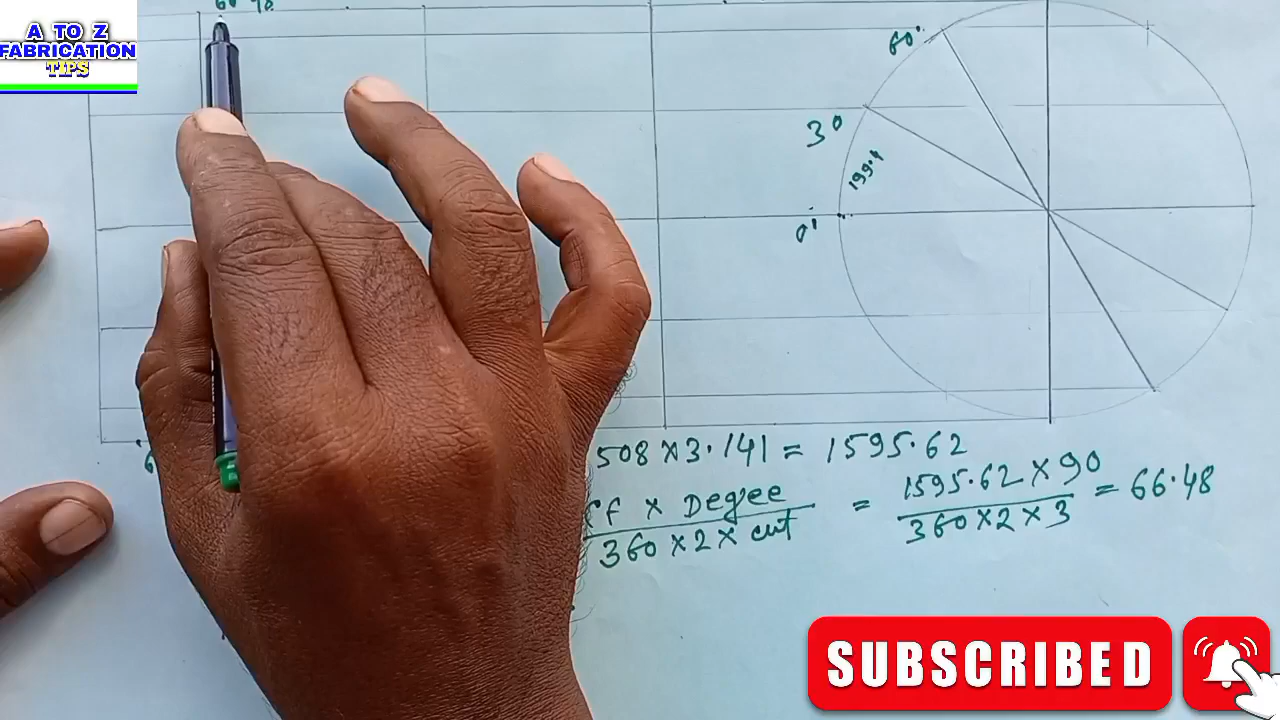 A TO Z
FABRICATION
TIPS
60°
30
199.4
0°
508 × 3.141 = 1595.62
× Degree = 1595.62 × 90 = 66.48
360 × 2 × cut 360 × 2 × 3
SUBSCRIBED